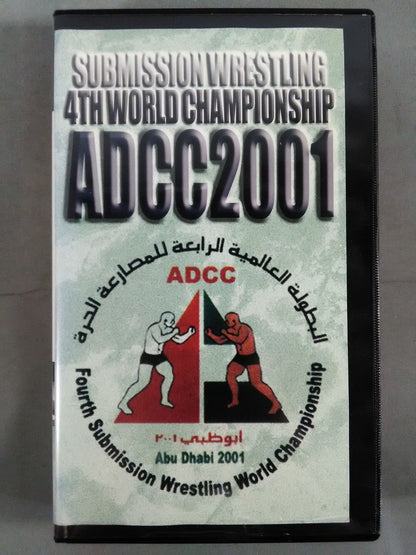 SUBMISSION WRESTLING
4TH WORLD CHAMPIONSHIP
ADCC2001
البطولة العالمية الرابعة للمصارعة الحرة
ADCC
أبوظبي ٢٠٠١
Abu Dhabi 2001
Fourth Submission Wrestling World Championship